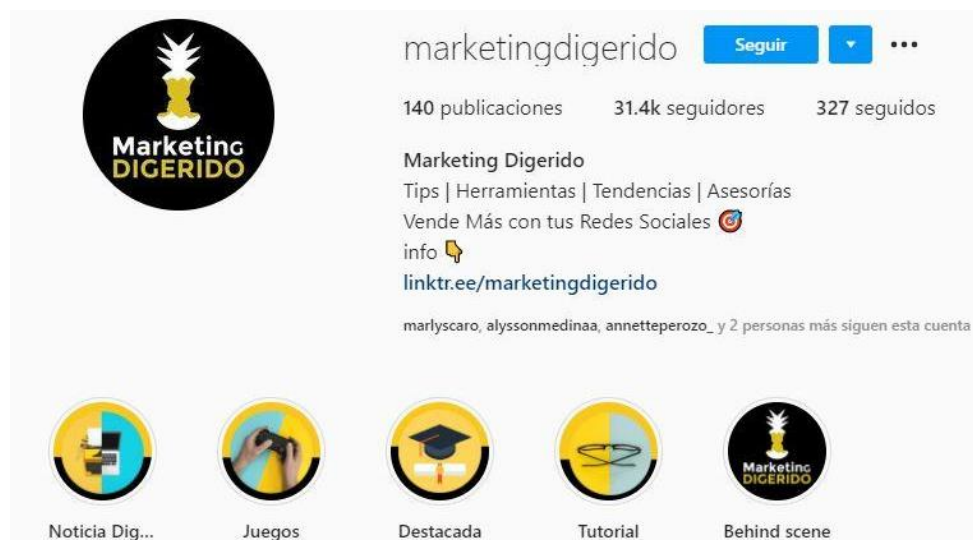 Marketing
DIGERIDO
marketingdigerido Seguir
140 publicaciones 31.4k seguidores 327 seguidos
Marketing Digerido
Tips | Herramientas | Tendencias | Asesorías
Vende Más con tus Redes Sociales 🎯
info 👇
linktr.ee/marketingdigerido
marlyscaro, alyssonmedinaa, annetteperozo_ y 2 personas más siguen esta cuenta
Marketing
DIGERIDO
Noticia Dig... Juegos Destacada Tutorial Behind scene